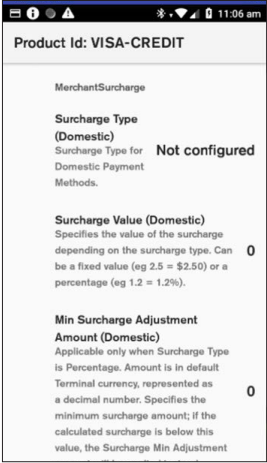 11:06 am
Product Id: VISA-CREDIT
MerchantSurcharge
Surcharge Type
(Domestic)
Surcharge Type for
Domestic Payment
Methods.
Not configured
Surcharge Value (Domestic)
Specifies the value of the surcharge
depending on the surcharge type. Can
be a fixed value (eg 2.5 = $2.50) or a
percentage (eg 1.2 = 1.2%).
0
Min Surcharge Adjustment
Amount (Domestic)
Applicable only when Surcharge Type
is Percentage. Amount is in default
Terminal currency, represented as
a decimal number. Specifies the
minimum surcharge amount; if the
calculated surcharge is below this
value, the Surcharge Min Adjustment
0